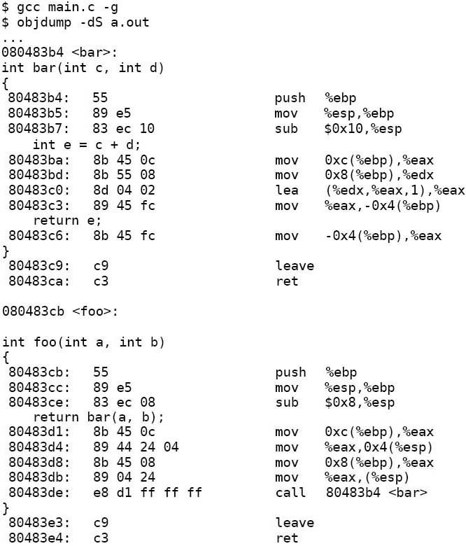 $ gcc main.c -g
$ objdump -dS a.out
...
080483b4 <bar>:
int bar(int c, int d)
{
 80483b4:   55                      push   %ebp
 80483b5:   89 e5                   mov    %esp,%ebp
 80483b7:   83 ec 10                sub    $0x10,%esp
    int e = c + d;
 80483ba:   8b 45 0c                mov    0xc(%ebp),%eax
 80483bd:   8b 55 08                mov    0x8(%ebp),%edx
 80483c0:   8d 04 02                lea    (%edx,%eax,1),%eax
 80483c3:   89 45 fc                mov    %eax,-0x4(%ebp)
    return e;
 80483c6:   8b 45 fc                mov    -0x4(%ebp),%eax
}
 80483c9:   c9                      leave
 80483ca:   c3                      ret
080483cb <foo>:
int foo(int a, int b)
{
 80483cb:   55                      push   %ebp
 80483cc:   89 e5                   mov    %esp,%ebp
 80483ce:   83 ec 08                sub    $0x8,%esp
    return bar(a, b);
 80483d1:   8b 45 0c                mov    0xc(%ebp),%eax
 80483d4:   89 44 24 04             mov    %eax,0x4(%esp)
 80483d8:   8b 45 08                mov    0x8(%ebp),%eax
 80483db:   89 04 24                mov    %eax,(%esp)
 80483de:   e8 d1 ff ff ff          call   80483b4 <bar>
}
 80483e3:   c9                      leave
 80483e4:   c3                      ret